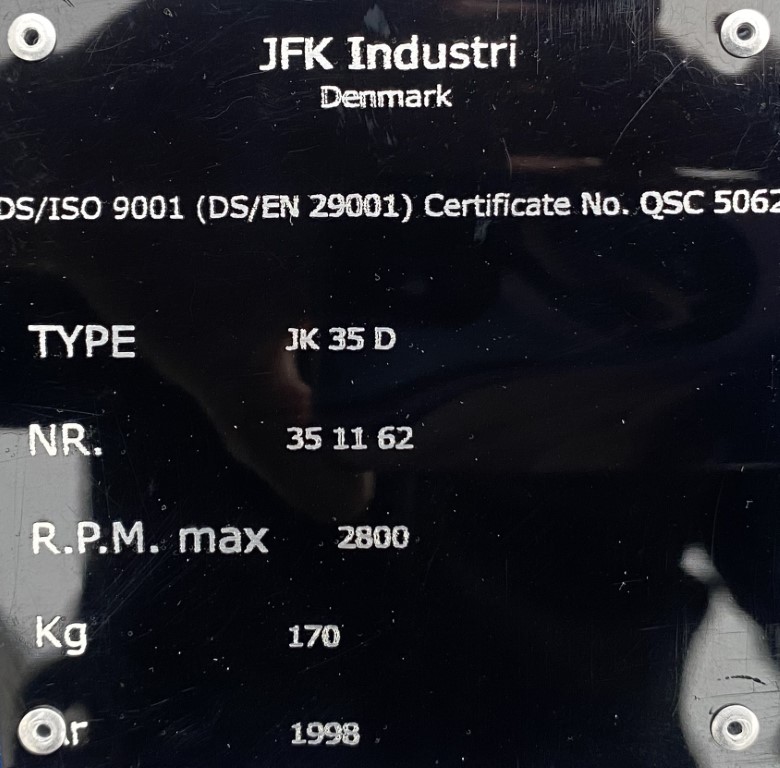 JFK Industri
Denmark
DS/ISO 9001 (DS/EN 29001) Certificate No. QSC 5062
TYPE JK 35 D
NR. 35 11 62
R.P.M. max 2800
Kg 170
1998